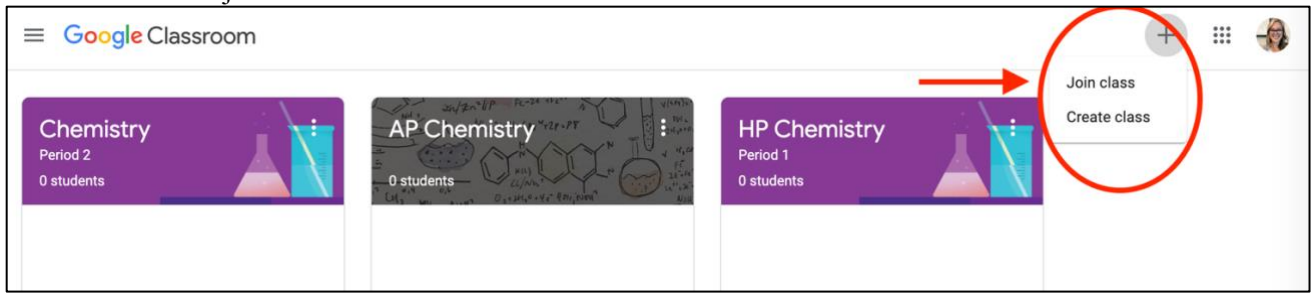 Google Classroom
Join class
Create class
Chemistry
Period 2
0 students
AP Chemistry
0 students
HP Chemistry
Period 1
0 students